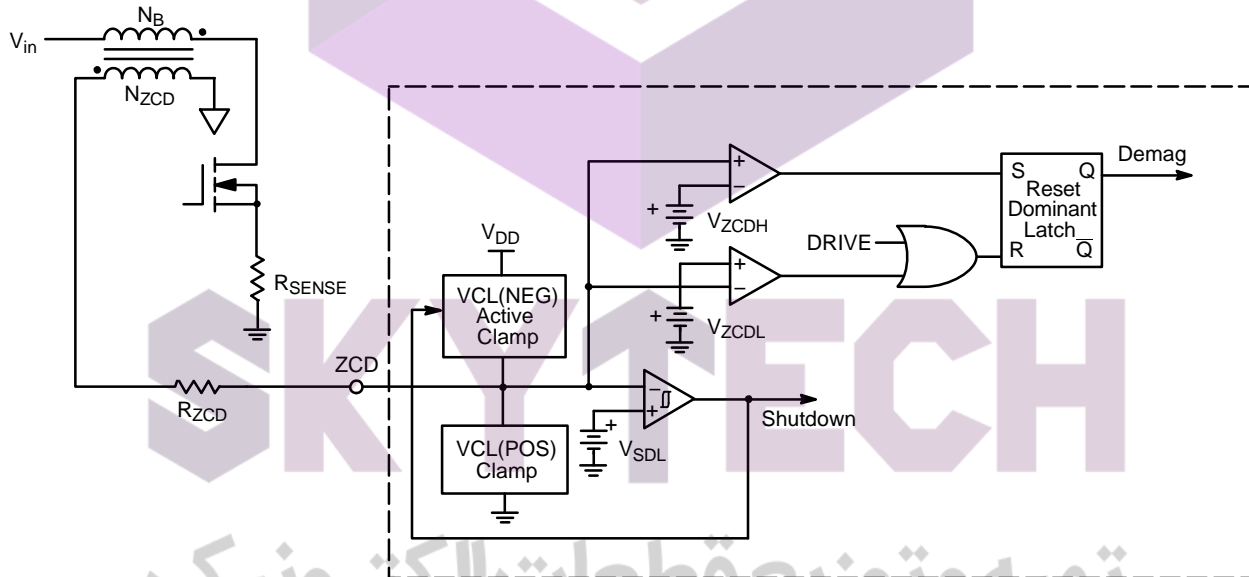 N_B
V_in
N_ZCD
R_SENSE
V_DD
VCL(NEG)
Active
Clamp
ZCD
R_ZCD
VCL(POS)
Clamp
+
V_SDL
−
+
Shutdown
+
−
+
V_ZCDH
DRIVE
+
−
+
V_ZCDL
S Q
Reset
Dominant
Latch
R Q̅
Demag
SKYTECH